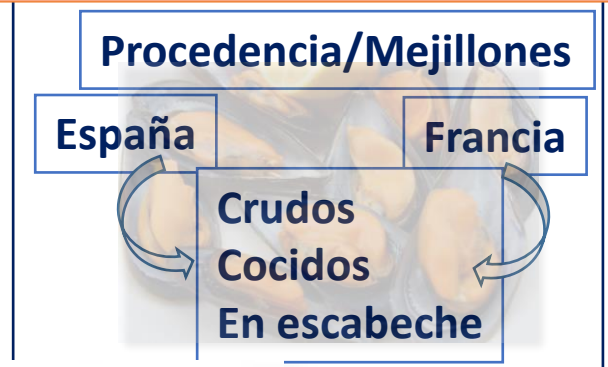 Procedencia/Mejillones
España
Francia
Crudos
Cocidos
En escabeche